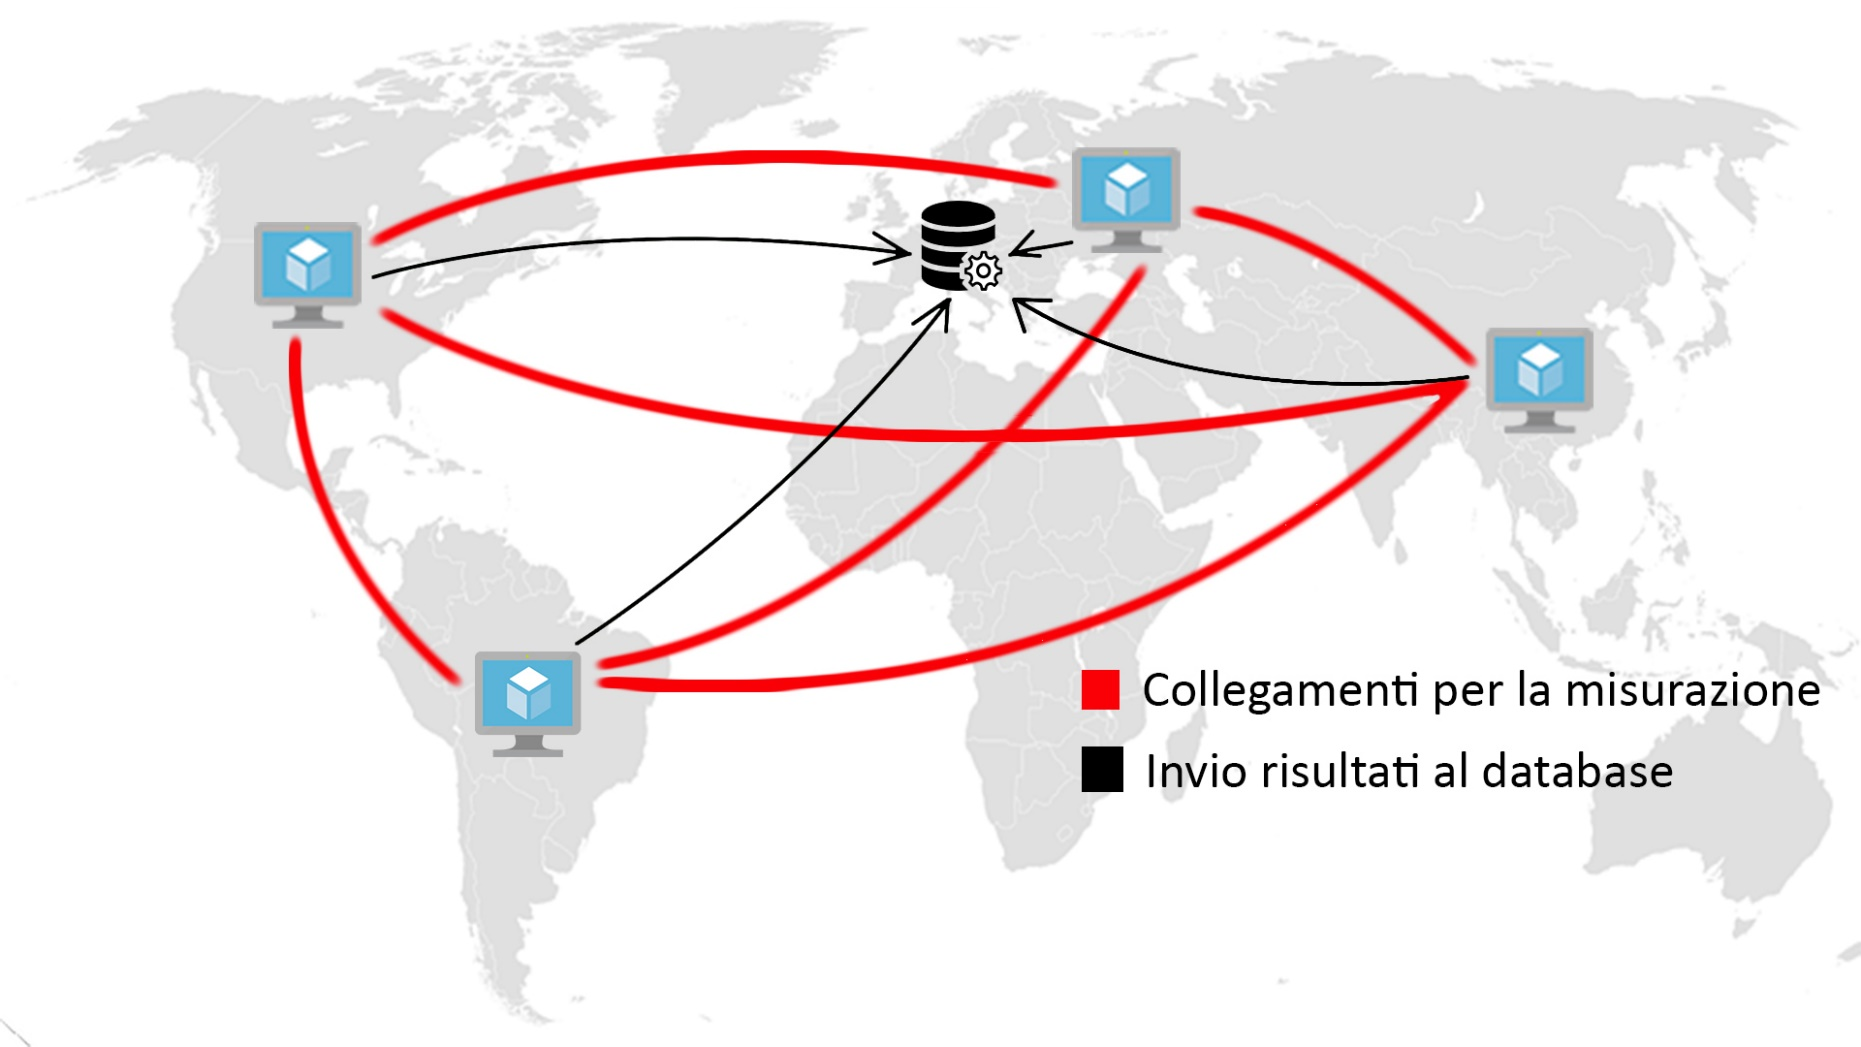 Collegamenti per la misurazione
Invio risultati al database